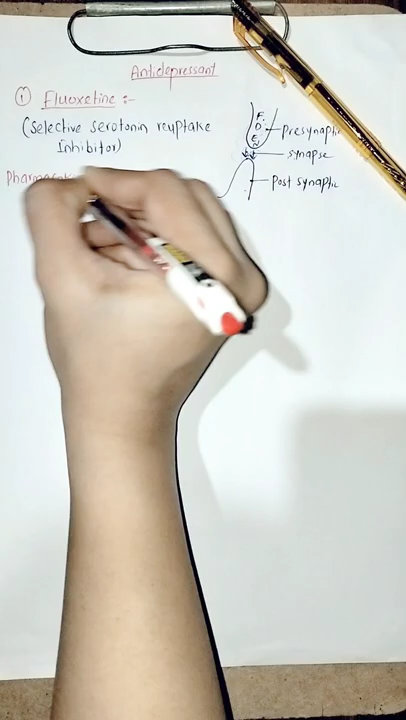 Antidepressant
① Fluoxetine :-
(Selective serotonin reuptake
Inhibitor)
Presynaptic
synapse
Post synaptic